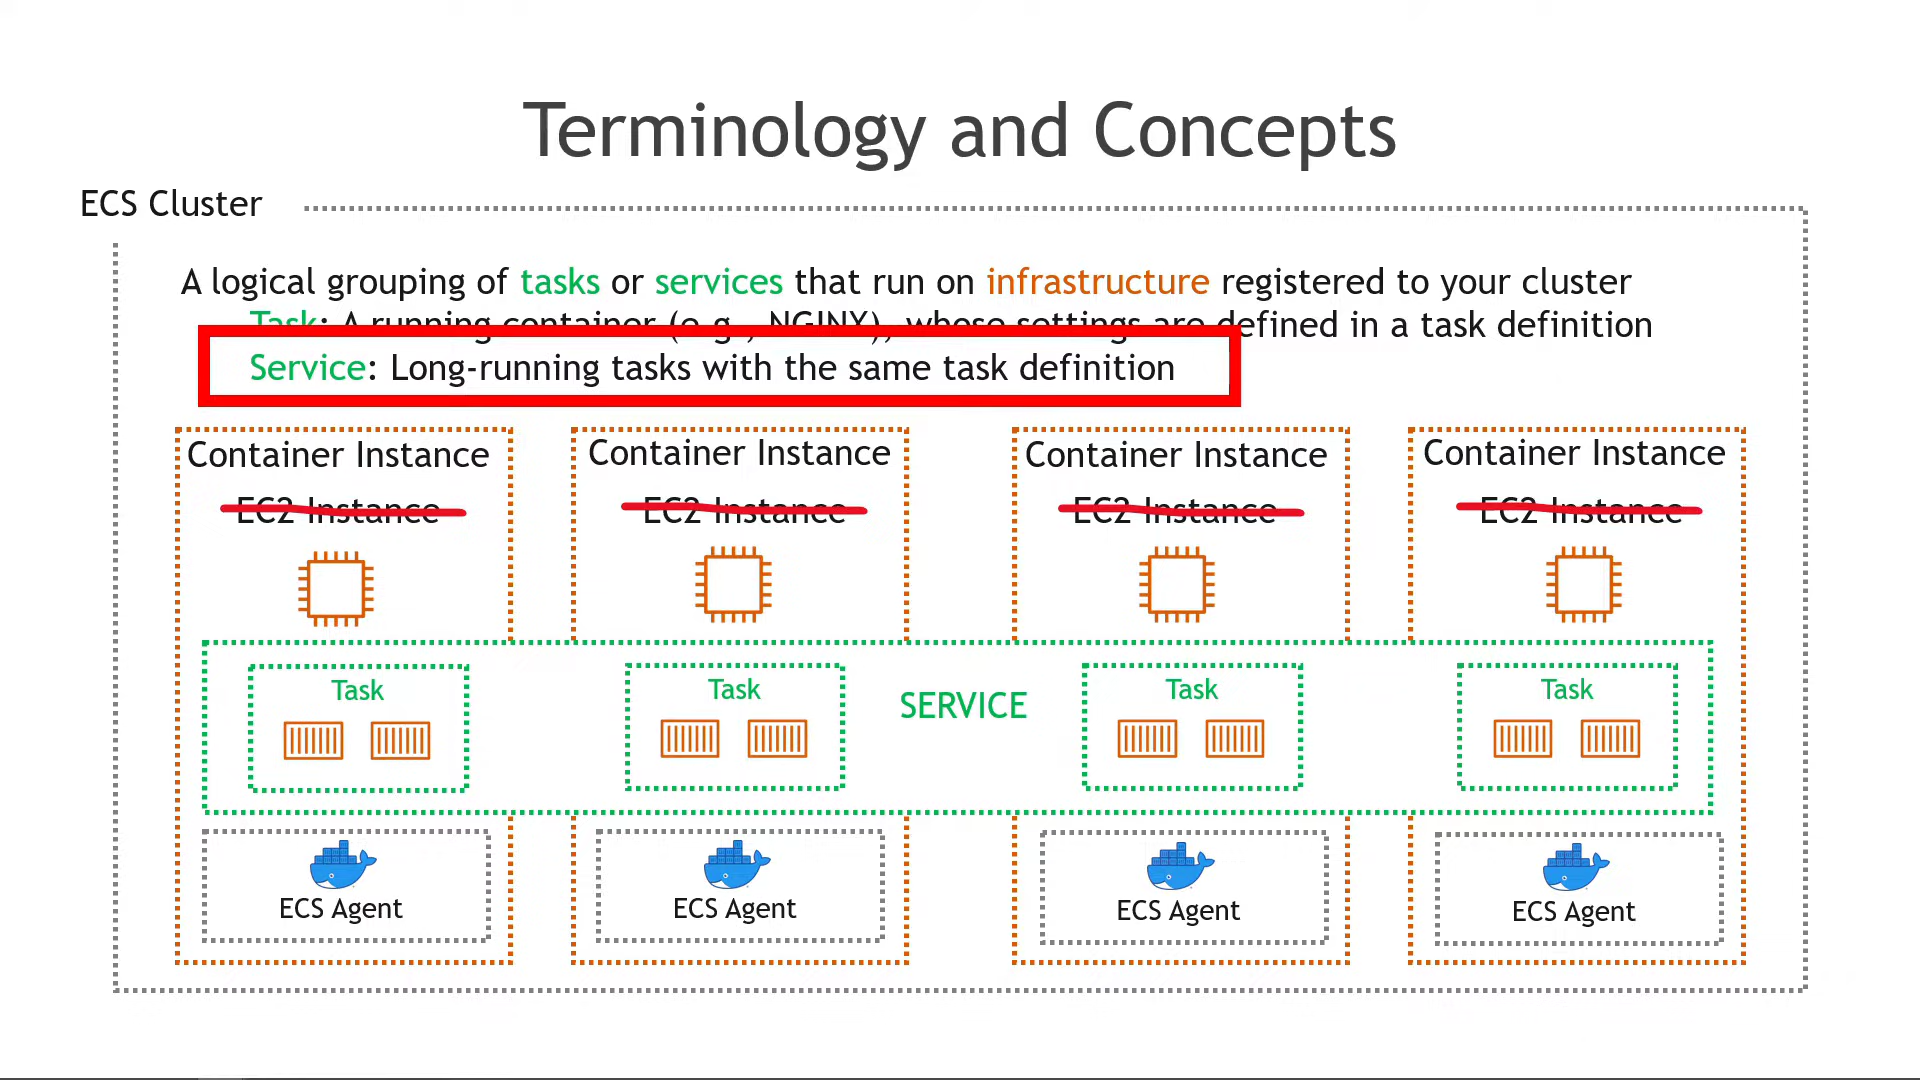 Terminology and Concepts
ECS Cluster
A logical grouping of tasks or services that run on infrastructure registered to your cluster
Task: A running container (e.g., NGINX), whose settings are defined in a task definition
Service: Long-running tasks with the same task definition
Container Instance Container Instance Container Instance Container Instance
EC2 Instance EC2 Instance EC2 Instance EC2 Instance
Task Task Task Task
SERVICE
ECS Agent ECS Agent ECS Agent ECS Agent